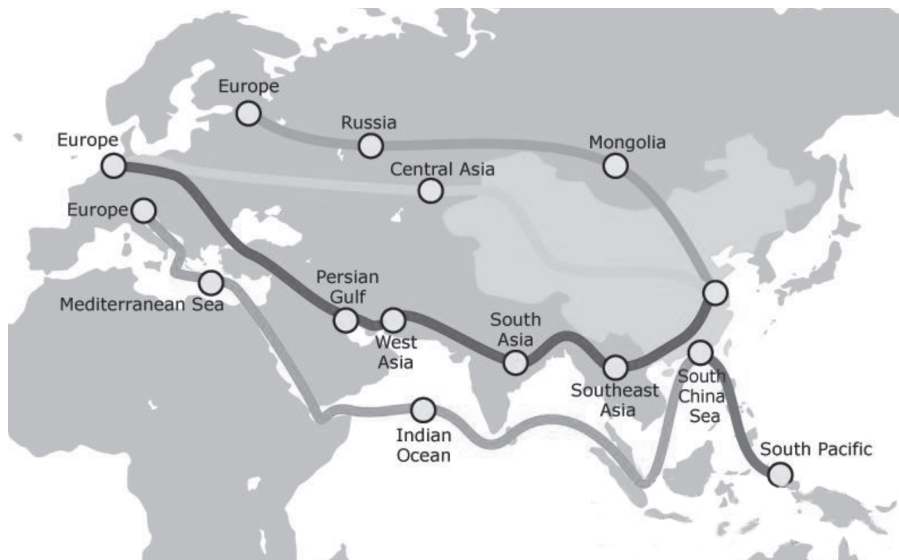 Europe
Russia
Europe
Mongolia
Central Asia
Europe
Persian
Gulf
Mediterranean Sea
South
Asia
West
Asia
Southeast
Asia
South
China
Sea
Indian
Ocean
South Pacific